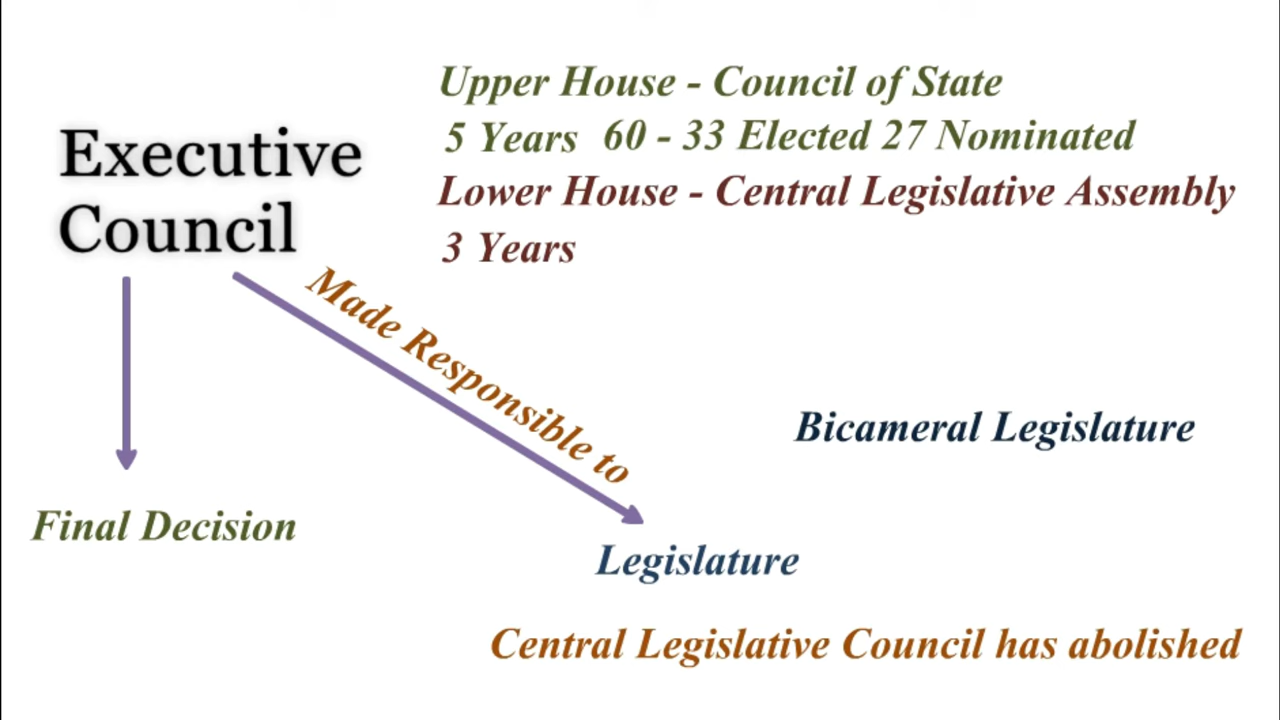 Executive
Council
Upper House - Council of State
5 Years 60 - 33 Elected 27 Nominated
Lower House - Central Legislative Assembly
3 Years
Made Responsible to
Bicameral Legislature
Final Decision
Legislature
Central Legislative Council has abolished